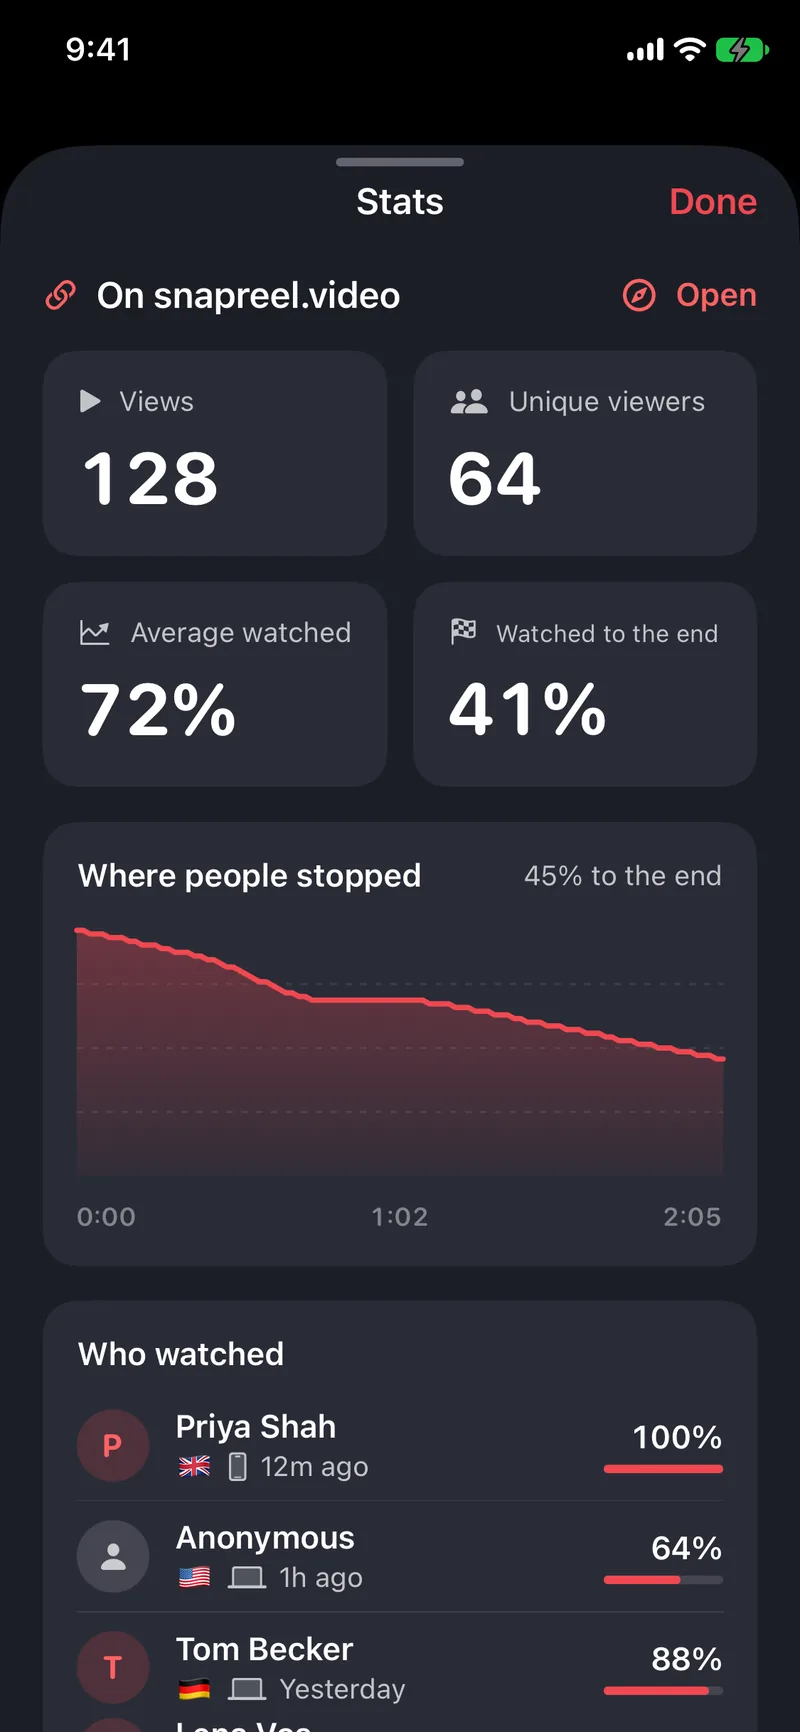 9:41
Stats
Done
On snapreel.video
Open
Views
128
Unique viewers
64
Average watched
72%
Watched to the end
41%
Where people stopped
45% to the end
0:00
1:02
2:05
Who watched
P
Priya Shah
12m ago
100%
Anonymous
1h ago
64%
T
Tom Becker
Yesterday
88%